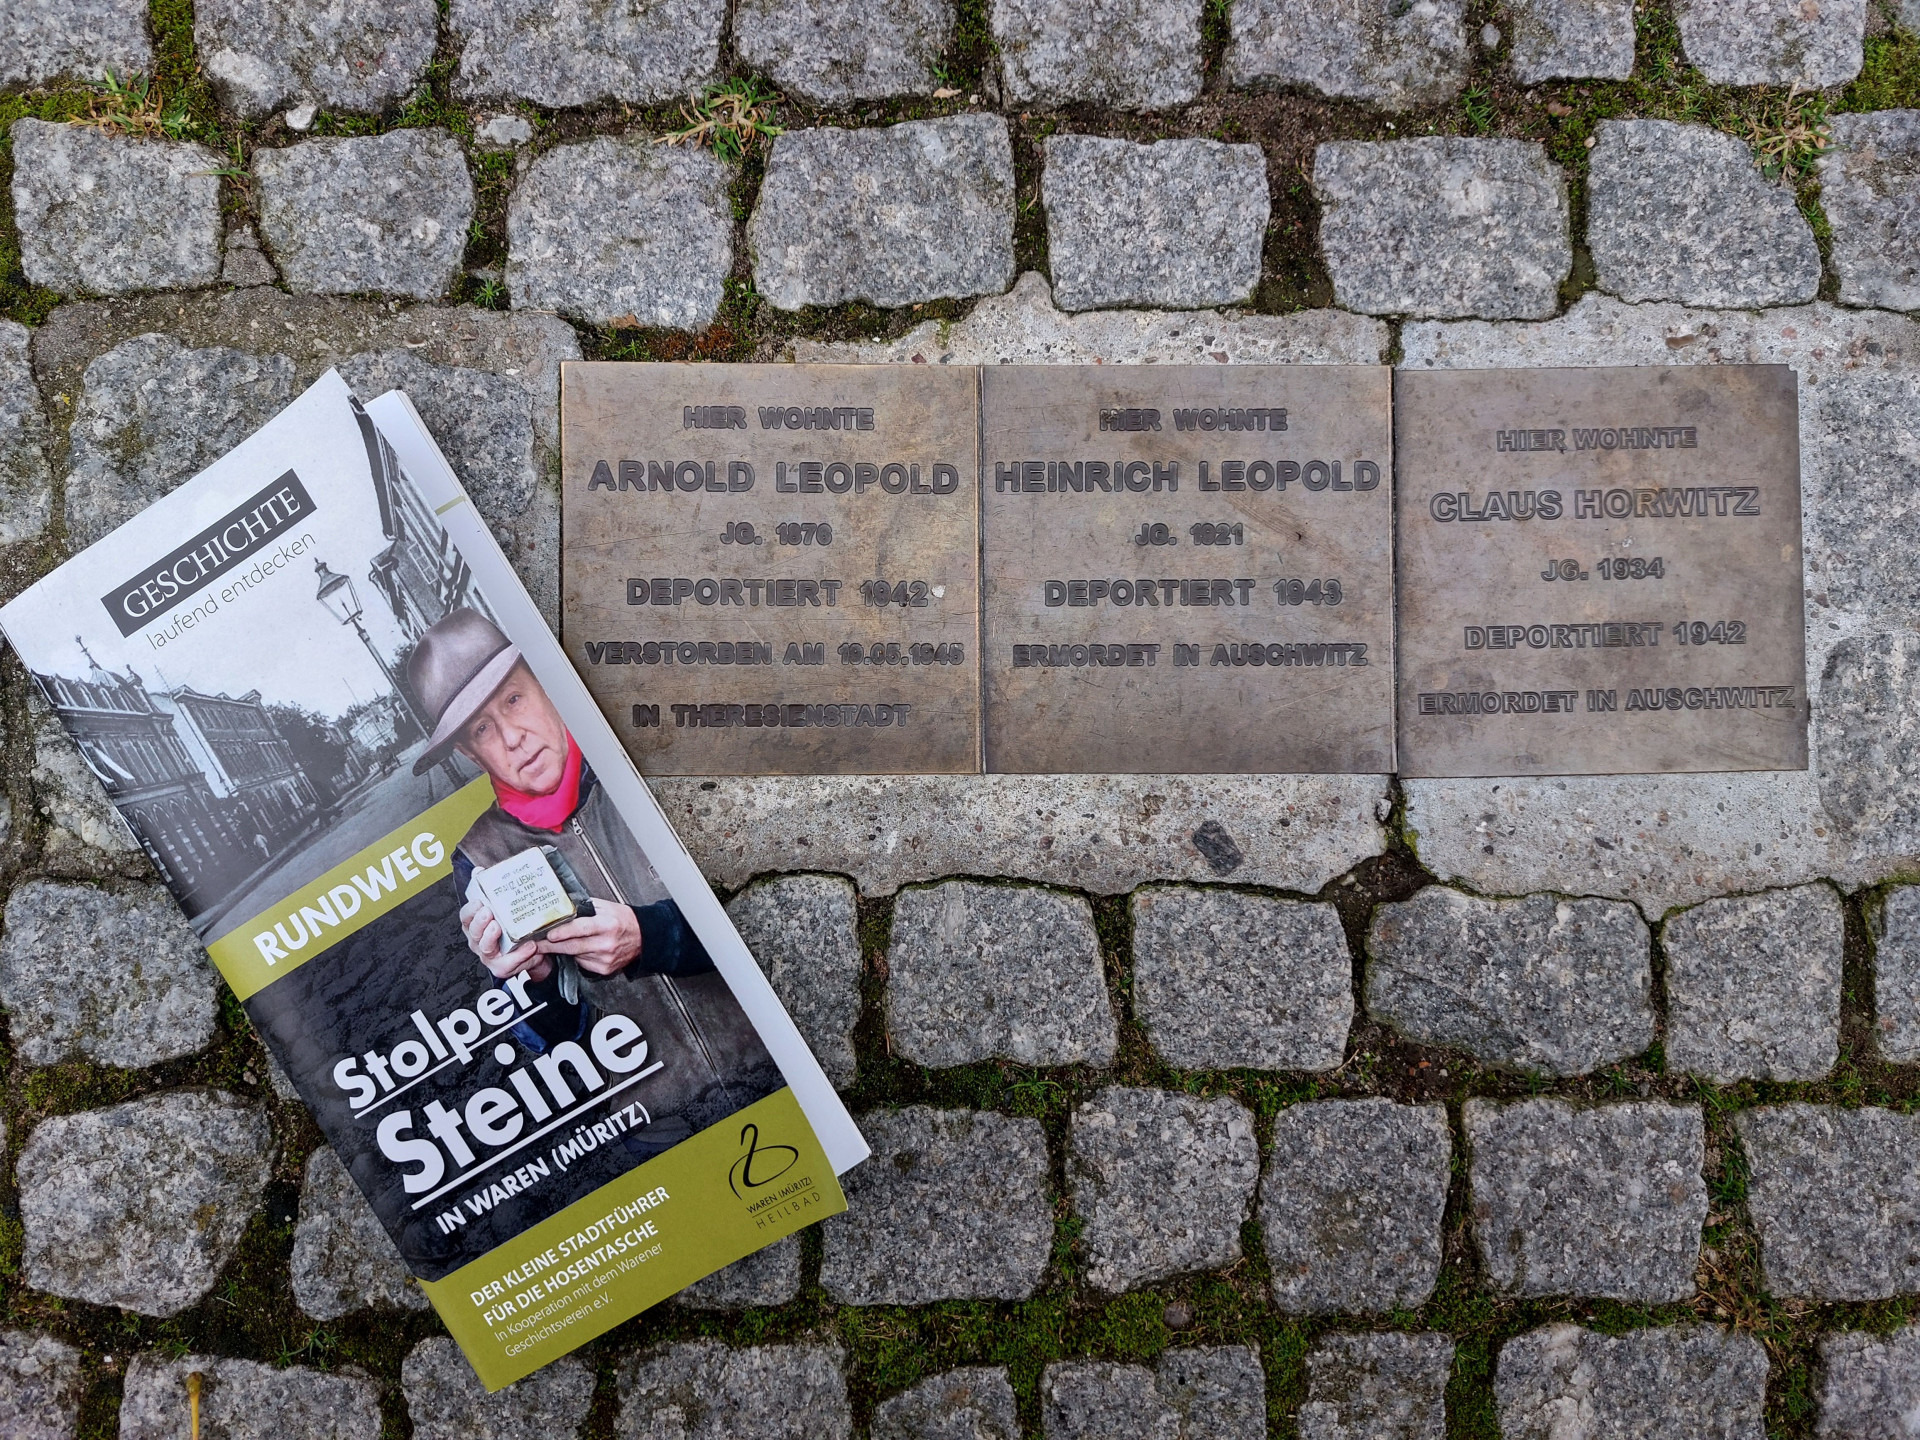 GESCHICHTE
laufend entdecken
RUNDWEG
Stolper
Steine
IN WAREN (MÜRITZ)
DER KLEINE STADTFÜHRER
FÜR DIE HOSENTASCHE
In Kooperation mit dem Warener
Geschichtsverein e.V.
WAREN (MÜRITZ)
HEILBAD
HIER WOHNTE
ARNOLD LEOPOLD
JG. 1876
DEPORTIERT 1942
VERSTORBEN AM 19.05.1945
IN THERESIENSTADT
HIER WOHNTE
HEINRICH LEOPOLD
JG. 1921
DEPORTIERT 1943
ERMORDET IN AUSCHWITZ
HIER WOHNTE
CLAUS HORWITZ
JG. 1934
DEPORTIERT 1942
ERMORDET IN AUSCHWITZ